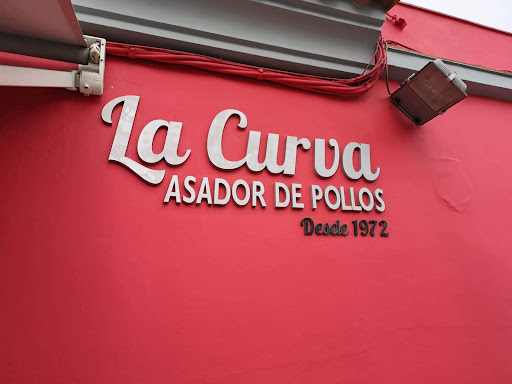 La Curva
ASADOR DE POLLOS
Desde 1972